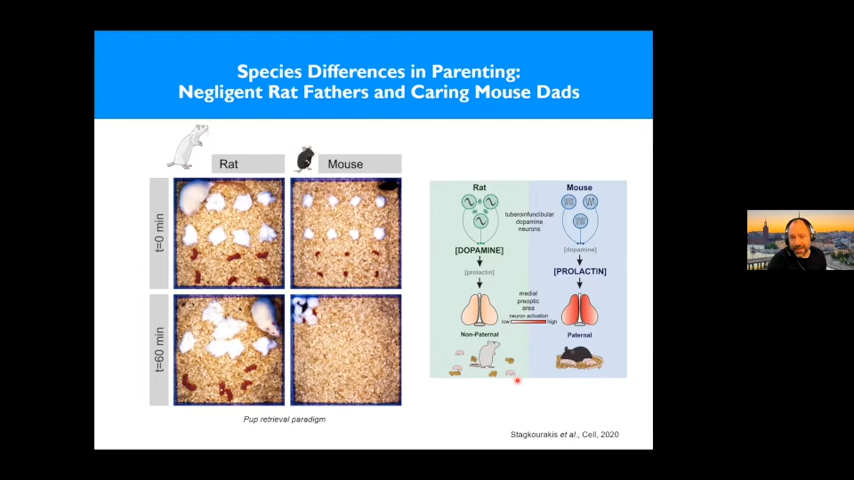 Species Differences in Parenting:
Negligent Rat Fathers and Caring Mouse Dads
Rat
Mouse
t=0 min
t=60 min
Pup retrieval paradigm
Rat
Mouse
tuberoinfundibular
dopamine
neurons
[DOPAMINE]
[dopamine]
[prolactin]
[PROLACTIN]
medial
preoptic
area
neuron activation
low
high
Non-Paternal
Paternal
Stagkourakis et al., Cell, 2020